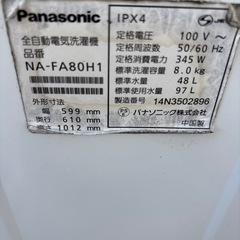 Panasonic
IPX4
全自動電気洗濯機
品番
NA-FA80H1
外形寸法
幅 599 mm
奥行 610 mm
高さ 1012 mm
定格電圧 100 V ～
定格周波数 50/60 Hz
定格消費電力 345 W
標準洗濯容量 8.0 kg
標準水量 48 L
標準使用水量 97 L
製造番号 14N3502896
パナソニック株式会社
中国製